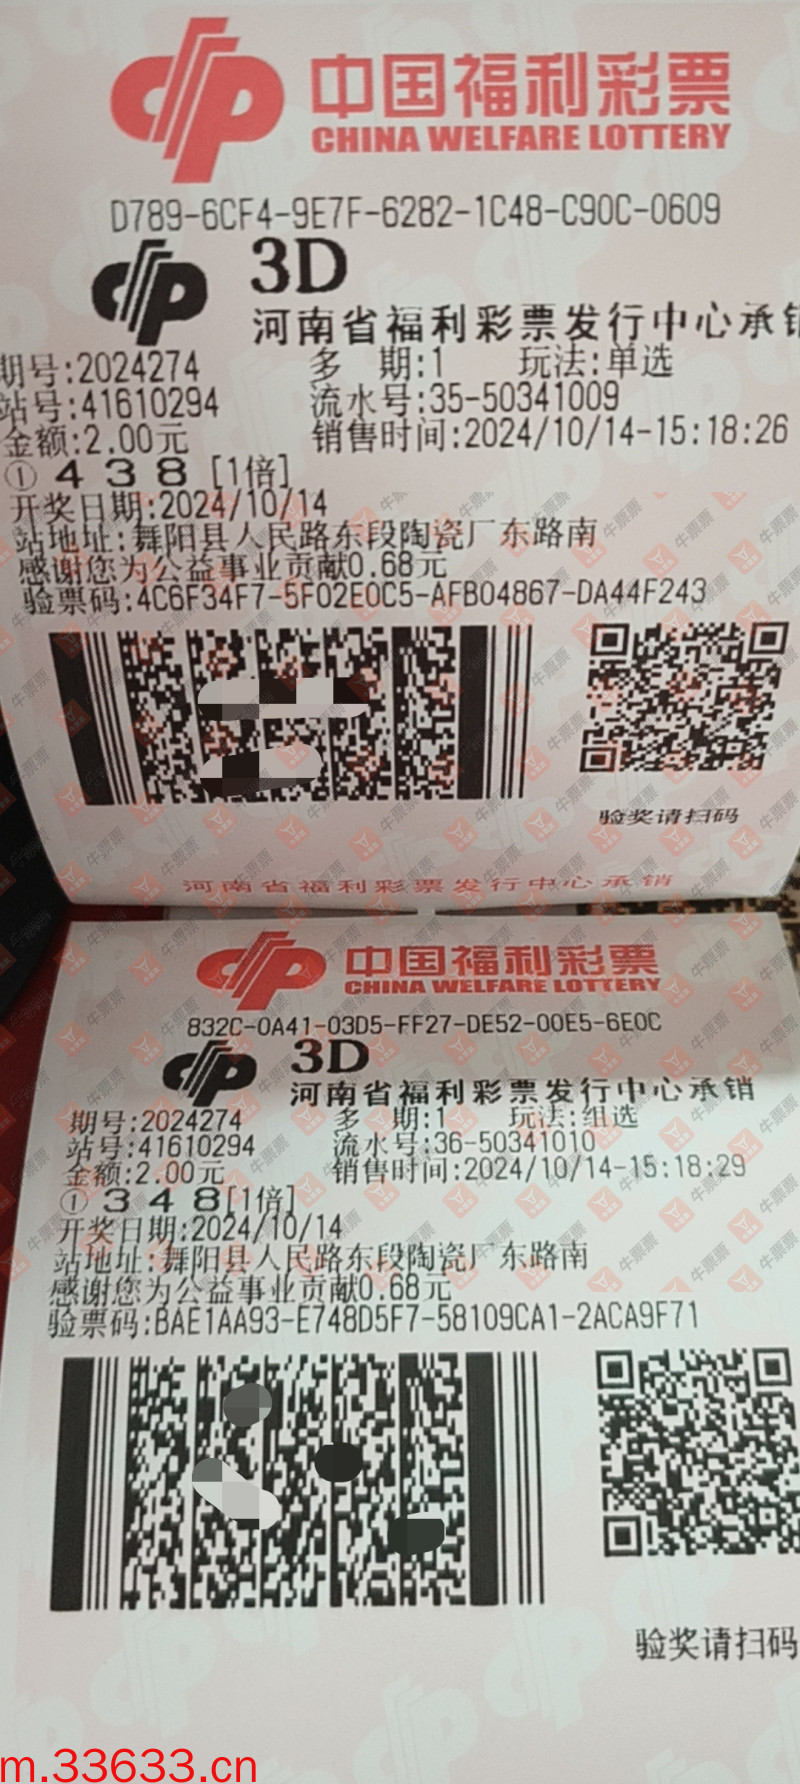 中国福利彩票
CHINA WELFARE LOTTERY
D789-6CF4-9E7F-6282-1C48-C90C-0609
3D
河南省福利彩票发行中心承销
期号:2024274 多 期:1 玩法:单选
站号:41610294 流水号:35-50341009
金额:2.00元 销售时间:2024/10/14-15:18:26
① 4 3 8 [1倍]
开奖日期:2024/10/14
站地址:舞阳县人民路东段陶瓷厂东路南
感谢您为公益事业贡献0.68元
验票码:4C6F34F7-5F02E0C5-AFB04867-DA44F243
验奖请扫码
河南省福利彩票发行中心承销
中国福利彩票
CHINA WELFARE LOTTERY
832C-0A41-03D5-FF27-DE52-00E5-6E0C
3D
河南省福利彩票发行中心承销
期号:2024274 多 期:1 玩法:组选
站号:41610294 流水号:36-50341010
金额:2.00元 销售时间:2024/10/14-15:18:29
① 3 4 8 [1倍]
开奖日期:2024/10/14
站地址:舞阳县人民路东段陶瓷厂东路南
感谢您为公益事业贡献0.68元
验票码:BAE1AA93-E748D5F7-58109CA1-2ACA9F71
验奖请扫码
牛票票
m.33633.cn